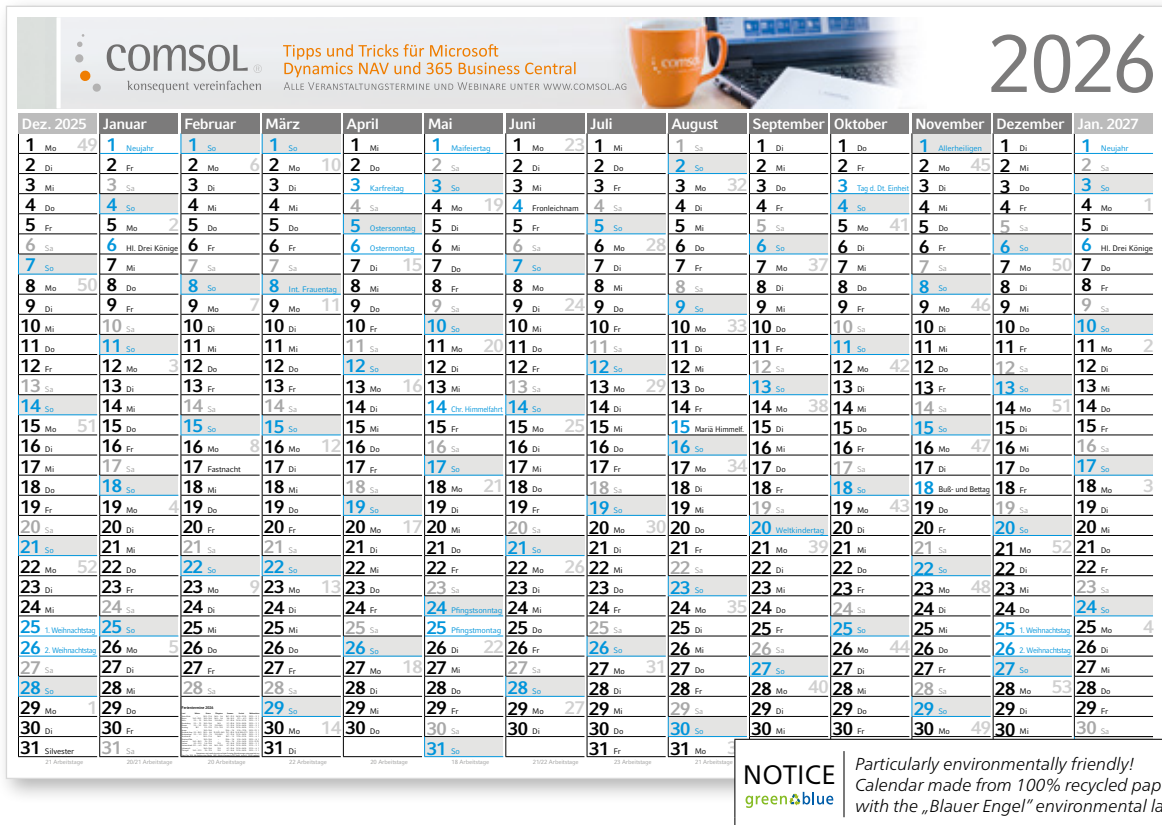 COMSOL ®
konsequent vereinfachen
Tipps und Tricks für Microsoft
Dynamics NAV und 365 Business Central
ALLE VERANSTALTUNGSTERMINE UND WEBINARE UNTER WWW.COMSOL.AG
comsol
2026
Dez. 2025 Januar Februar März April Mai Juni Juli August September Oktober November Dezember Jan. 2027
1 Mo 49 1 Neujahr 1 So 1 So 1 Mi 1 Maifeiertag 1 Mo 23 1 Mi 1 Sa 1 Di 1 Do 1 Allerheiligen 1 Di 1 Neujahr
2 Di 2 Fr 2 Mo 6 2 Mo 10 2 Do 2 Sa 2 Di 2 Do 2 So 2 Mi 2 Fr 2 Mo 45 2 Mi 2 Sa
3 Mi 3 Sa 3 Di 3 Di 3 Karfreitag 3 So 3 Mi 3 Fr 3 Mo 32 3 Do 3 Tag d. Dt. Einheit 3 Di 3 Do 3 So
4 Do 4 So 4 Mi 4 Mi 4 Sa 4 Mo 19 4 Fronleichnam 4 Sa 4 Di 4 Fr 4 So 4 Mi 4 Fr 4 Mo 1
5 Fr 5 Mo 2 5 Do 5 Do 5 Ostersonntag 5 Di 5 Fr 5 So 5 Mi 5 Sa 5 Mo 41 5 Do 5 Sa 5 Di
6 Sa 6 Hl. Drei Könige 6 Fr 6 Fr 6 Ostermontag 6 Mi 6 Sa 6 Mo 28 6 Do 6 So 6 Di 6 Fr 6 So 6 Hl. Drei Könige
7 So 7 Mi 7 Sa 7 Sa 7 Di 15 7 Do 7 So 7 Di 7 Fr 7 Mo 37 7 Mi 7 Sa 7 Mo 50 7 Do
8 Mo 50 8 Do 8 So 8 Int. Frauentag 8 Mi 8 Fr 8 Mo 8 Mi 8 Sa 8 Di 8 Do 8 So 8 Di 8 Fr
9 Di 9 Fr 9 Mo 7 9 Mo 11 9 Do 9 Sa 9 Di 24 9 Do 9 So 9 Mi 9 Fr 9 Mo 46 9 Mi 9 Sa
10 Mi 10 Sa 10 Di 10 Di 10 Fr 10 So 10 Mi 10 Fr 10 Mo 33 10 Do 10 Sa 10 Di 10 Do 10 So
11 Do 11 So 11 Mi 11 Mi 11 Sa 11 Mo 20 11 Do 11 Sa 11 Di 11 Fr 11 So 11 Mi 11 Fr 11 Mo 2
12 Fr 12 Mo 3 12 Do 12 Do 12 So 12 Di 12 Fr 12 So 12 Mi 12 Sa 12 Mo 42 12 Do 12 Sa 12 Di
13 Sa 13 Di 13 Fr 13 Fr 13 Mo 16 13 Mi 13 Sa 13 Mo 29 13 Do 13 So 13 Di 13 Fr 13 So 13 Mi
14 So 14 Mi 14 Sa 14 Sa 14 Di 14 Chr. Himmelfahrt 14 So 14 Di 14 Fr 14 Mo 38 14 Mi 14 Sa 14 Mo 51 14 Do
15 Mo 51 15 Do 15 So 15 So 15 Mi 15 Fr 15 Mo 25 15 Mi 15 Mariä Himmelf. 15 Di 15 Do 15 So 15 Di 15 Fr
16 Di 16 Fr 16 Mo 8 16 Mo 12 16 Do 16 Sa 16 Di 16 Do 16 So 16 Mi 16 Fr 16 Mo 47 16 Mi 16 Sa
17 Mi 17 Sa 17 Fastnacht 17 Di 17 Fr 17 So 17 Mi 17 Fr 17 Mo 34 17 Do 17 Sa 17 Di 17 Do 17 So
18 Do 18 So 18 Mi 18 Mi 18 Sa 18 Mo 21 18 Do 18 Sa 18 Di 18 Fr 18 So 18 Buß- und Bettag 18 Fr 18 Mo 3
19 Fr 19 Mo 4 19 Do 19 Do 19 So 19 Di 19 Fr 19 So 19 Mi 19 Sa 19 Mo 43 19 Do 19 Sa 19 Di
20 Sa 20 Di 20 Fr 20 Fr 20 Mo 17 20 Mi 20 Sa 20 Mo 30 20 Do 20 Weltkindertag 20 Di 20 Fr 20 So 20 Mi
21 So 21 Mi 21 Sa 21 Sa 21 Di 21 Do 21 So 21 Di 21 Fr 21 Mo 39 21 Mi 21 Sa 21 Mo 52 21 Do
22 Mo 52 22 Do 22 So 22 So 22 Mi 22 Fr 22 Mo 26 22 Mi 22 Sa 22 Di 22 Do 22 So 22 Di 22 Fr
23 Di 23 Fr 23 Mo 9 23 Mo 13 23 Do 23 Sa 23 Di 23 Do 23 So 23 Mi 23 Fr 23 Mo 48 23 Mi 23 Sa
24 Mi 24 Sa 24 Di 24 Di 24 Fr 24 Pfingstsonntag 24 Mi 24 Fr 24 Mo 35 24 Do 24 Sa 24 Di 24 Do 24 So
25 1. Weihnachtstag 25 So 25 Mi 25 Mi 25 Sa 25 Pfingstmontag 25 Do 25 Sa 25 Di 25 Fr 25 So 25 Mi 25 1. Weihnachtstag 25 Mo 4
26 2. Weihnachtstag 26 Mo 5 26 Do 26 Do 26 So 26 Di 22 26 Fr 26 So 26 Mi 26 Sa 26 Mo 44 26 Do 26 2. Weihnachtstag 26 Di
27 Sa 27 Di 27 Fr 27 Fr 27 Mo 18 27 Mi 27 Sa 27 Mo 31 27 Do 27 So 27 Di 27 Fr 27 So 27 Mi
28 So 28 Mi 28 Sa 28 Sa 28 Di 28 Do 28 So 28 Di 28 Fr 28 Mo 40 28 Mi 28 Sa 28 Mo 53 28 Do
29 Mo 1 29 Do Ferientermine 2026 29 So 29 Mi 29 Fr 29 Mo 27 29 Mi 29 Sa 29 Di 29 Do 29 So 29 Di 29 Fr
30 Di 30 Fr 30 Mo 14 30 Do 30 Sa 30 Di 30 Do 30 So 30 Mi 30 Fr 30 Mo 49 30 Mi 30 Sa
31 Silvester 31 Sa 31 Di 31 So 31 Fr 31 Mo
21 Arbeitstage 20/21 Arbeitstage 20 Arbeitstage 22 Arbeitstage 20 Arbeitstage 18 Arbeitstage 21/22 Arbeitstage 23 Arbeitstage 21 Arbeitstage
NOTICE
green blue
Particularly environmentally friendly!
Calendar made from 100% recycled pap
with the „Blauer Engel" environmental la